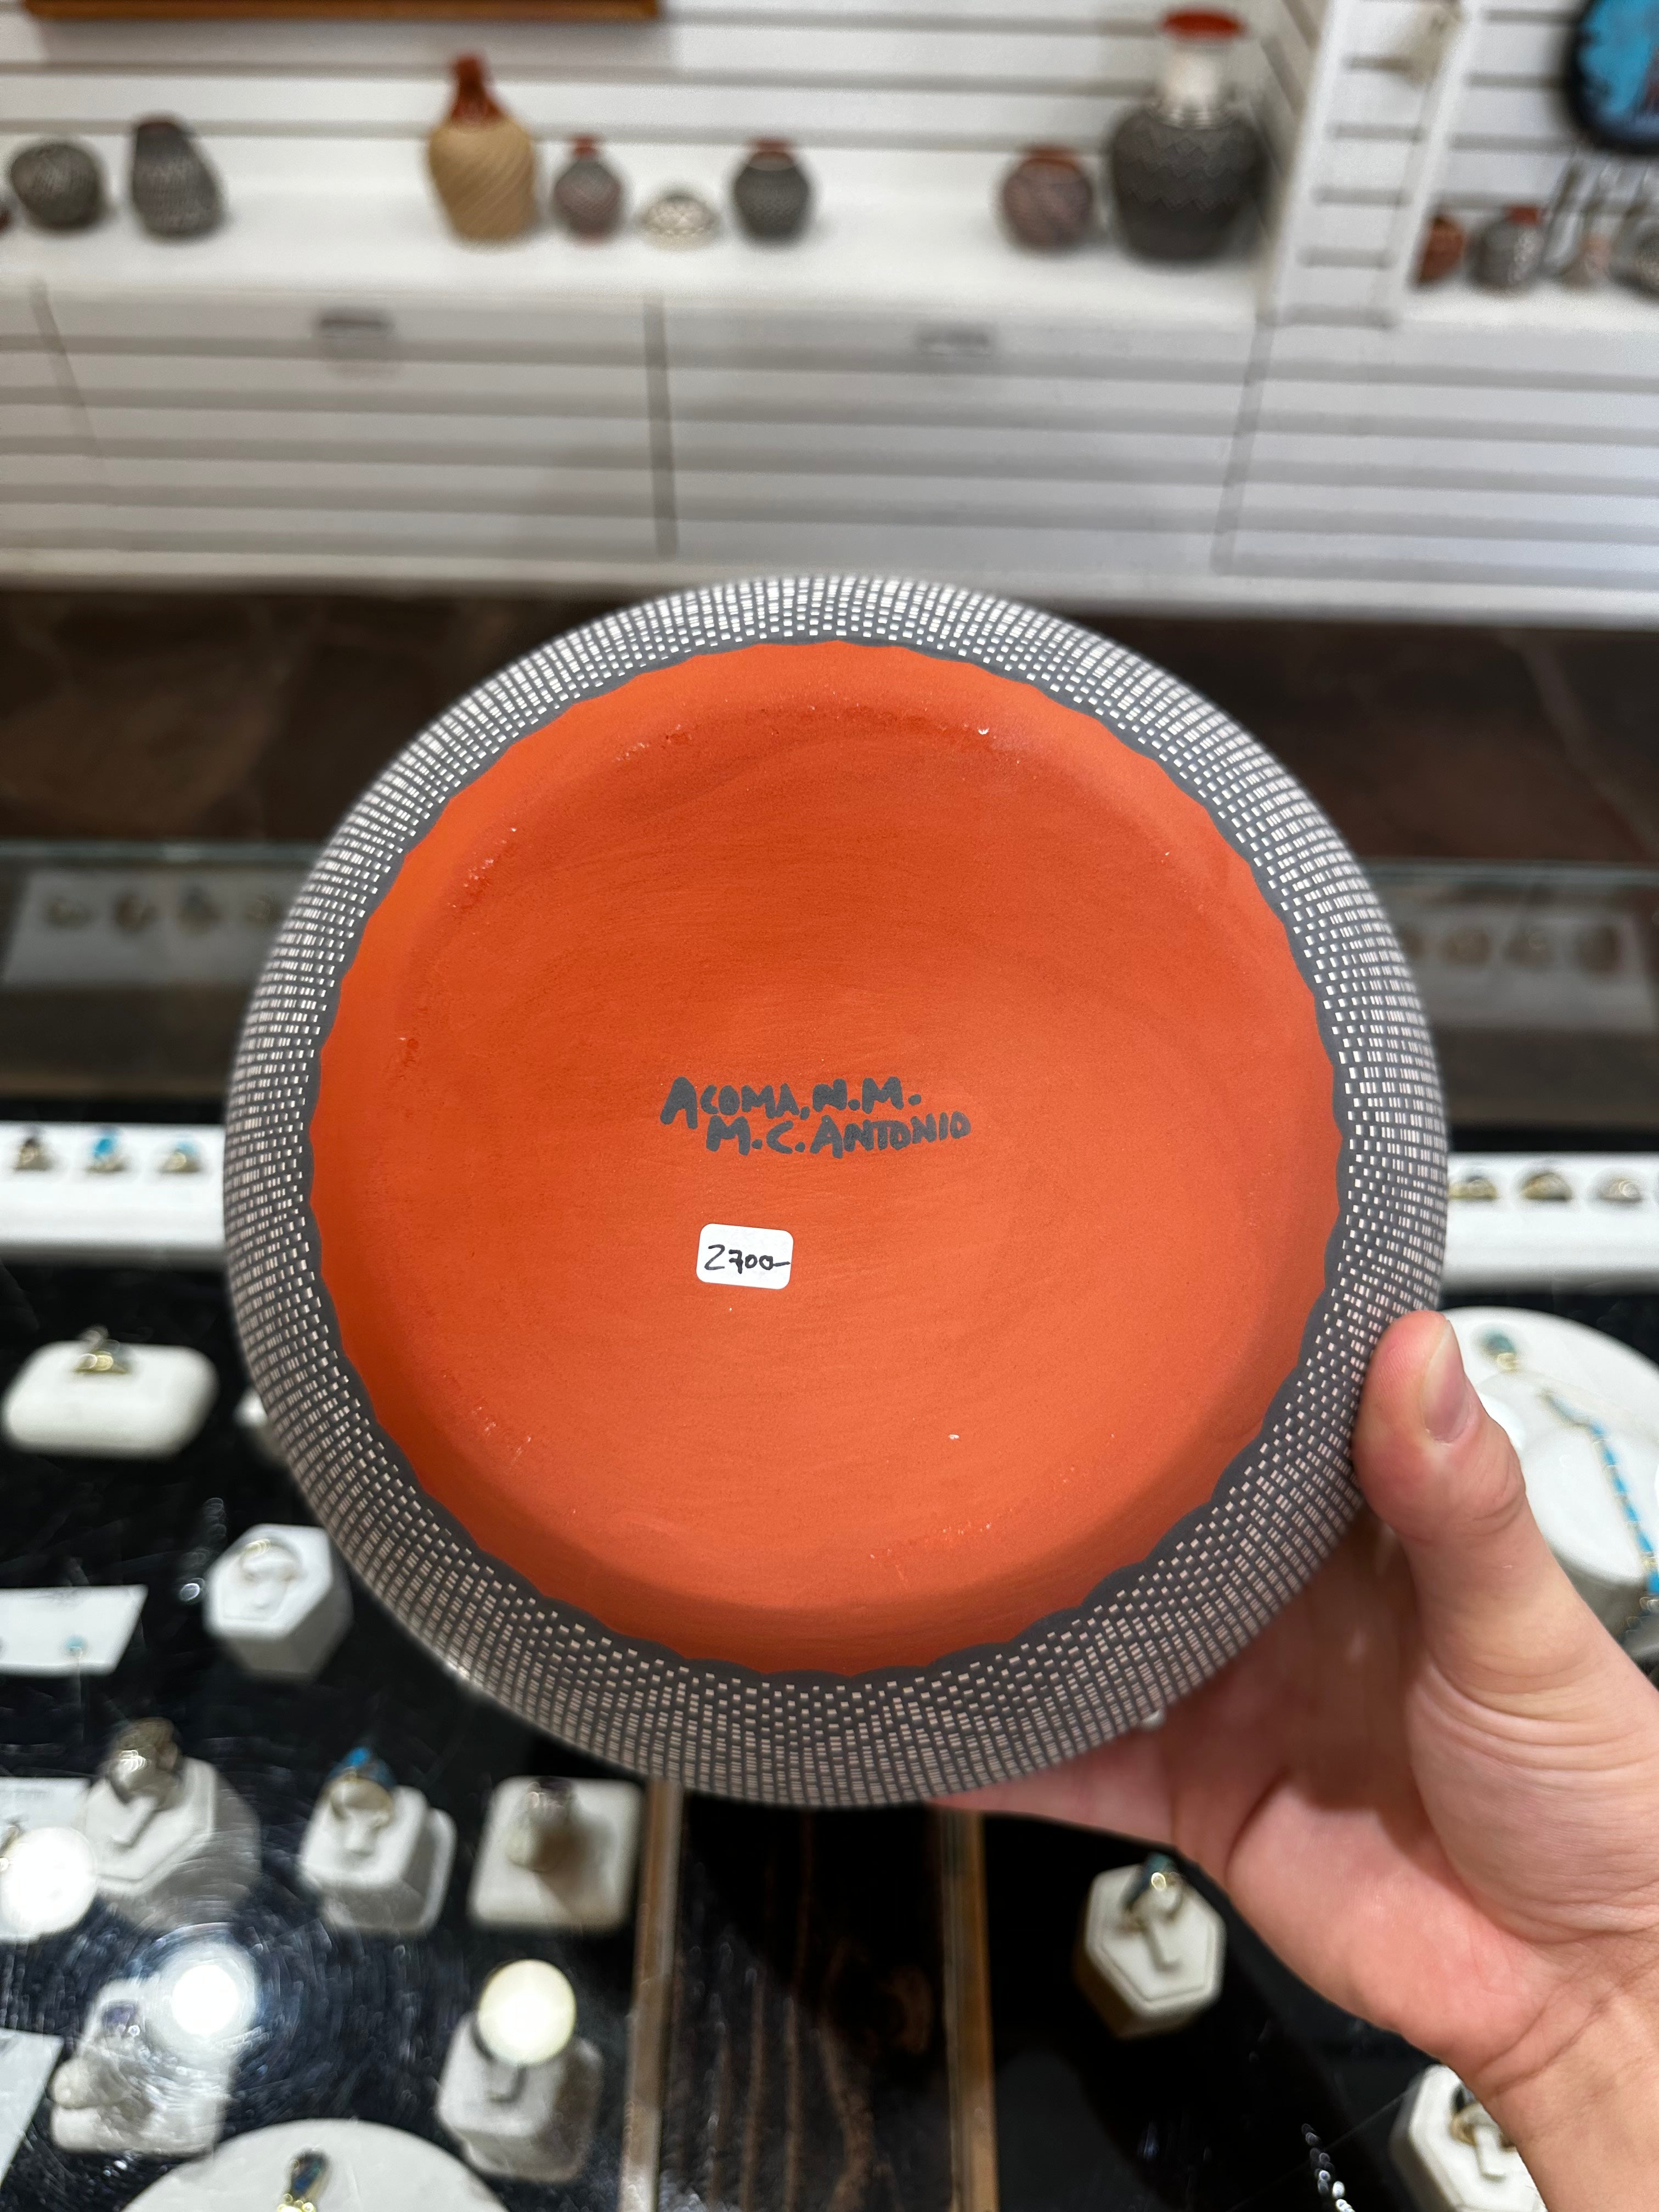 ACOMA, N.M.
M.C. ANTONIO
2700-